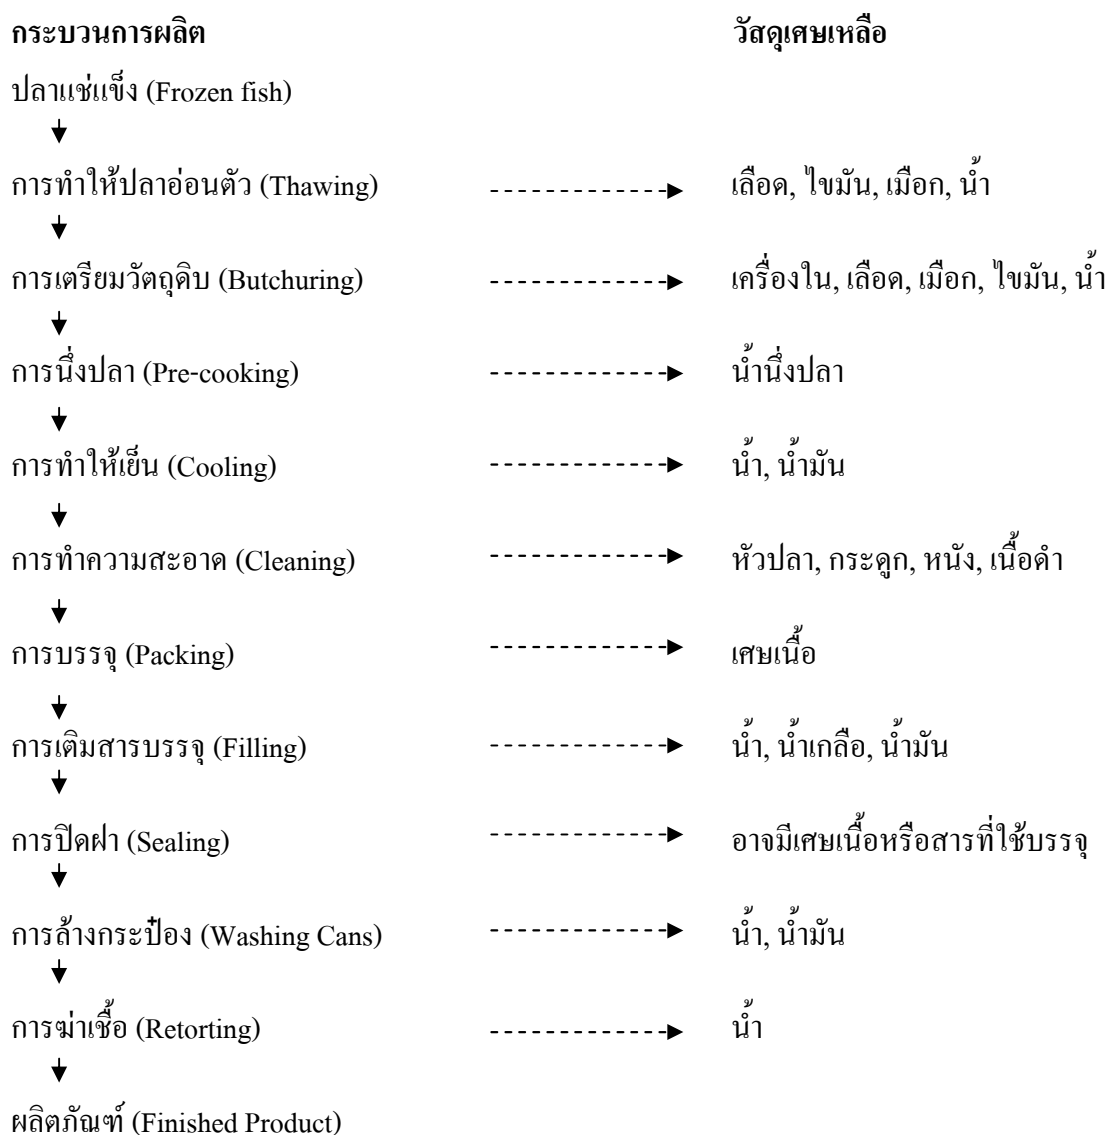 กระบวนการผลิต วัสดุเศษเหลือ
ปลาแช่แข็ง (Frozen fish)
การทำให้ปลาอ่อนตัว (Thawing) เลือด, ไขมัน, เมือก, น้ำ
การเตรียมวัตถุดิบ (Butchuring) เครื่องใน, เลือด, เมือก, ไขมัน, น้ำ
การนึ่งปลา (Pre-cooking) น้ำนึ่งปลา
การทำให้เย็น (Cooling) น้ำ, น้ำมัน
การทำความสะอาด (Cleaning) หัวปลา, กระดูก, หนัง, เนื้อดำ
การบรรจุ (Packing) เศษเนื้อ
การเติมสารบรรจุ (Filling) น้ำ, น้ำเกลือ, น้ำมัน
การปิดฝา (Sealing) อาจมีเศษเนื้อหรือสารที่ใช้บรรจุ
การล้างกระป๋อง (Washing Cans) น้ำ, น้ำมัน
การฆ่าเชื้อ (Retorting) น้ำ
ผลิตภัณฑ์ (Finished Product)